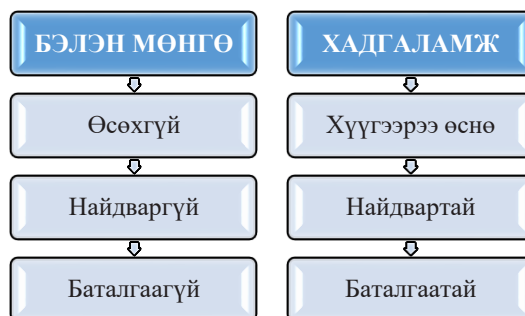 БЭЛЭН МӨНГӨ
Өсөхгүй
Найдваргүй
Баталгаагүй
ХАДГАЛАМЖ
Хүүгээрээ өснө
Найдвартай
Баталгаатай